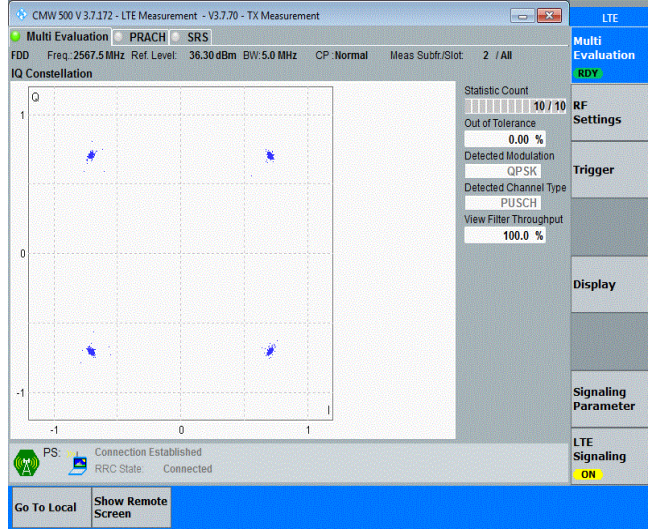 CMW 500 V 3.7.172 - LTE Measurement - V3.7.70 - TX Measurement
LTE
Multi Evaluation PRACH SRS
FDD Freq.: 2567.5 MHz Ref. Level: 36.30 dBm BW: 5.0 MHz CP : Normal Meas Subfr./Slot: 2 / All
IQ Constellation
Q
1
0
-1
I
-1 0 1
Statistic Count
10 / 10
Out of Tolerance
0.00 %
Detected Modulation
QPSK
Detected Channel Type
PUSCH
View Filter Throughput
100.0 %
Multi
Evaluation
RDY
RF
Settings
Trigger
Display
Signaling
Parameter
LTE
Signaling
ON
PS: Connection Established
RRC State: Connected
Go To Local
Show Remote
Screen